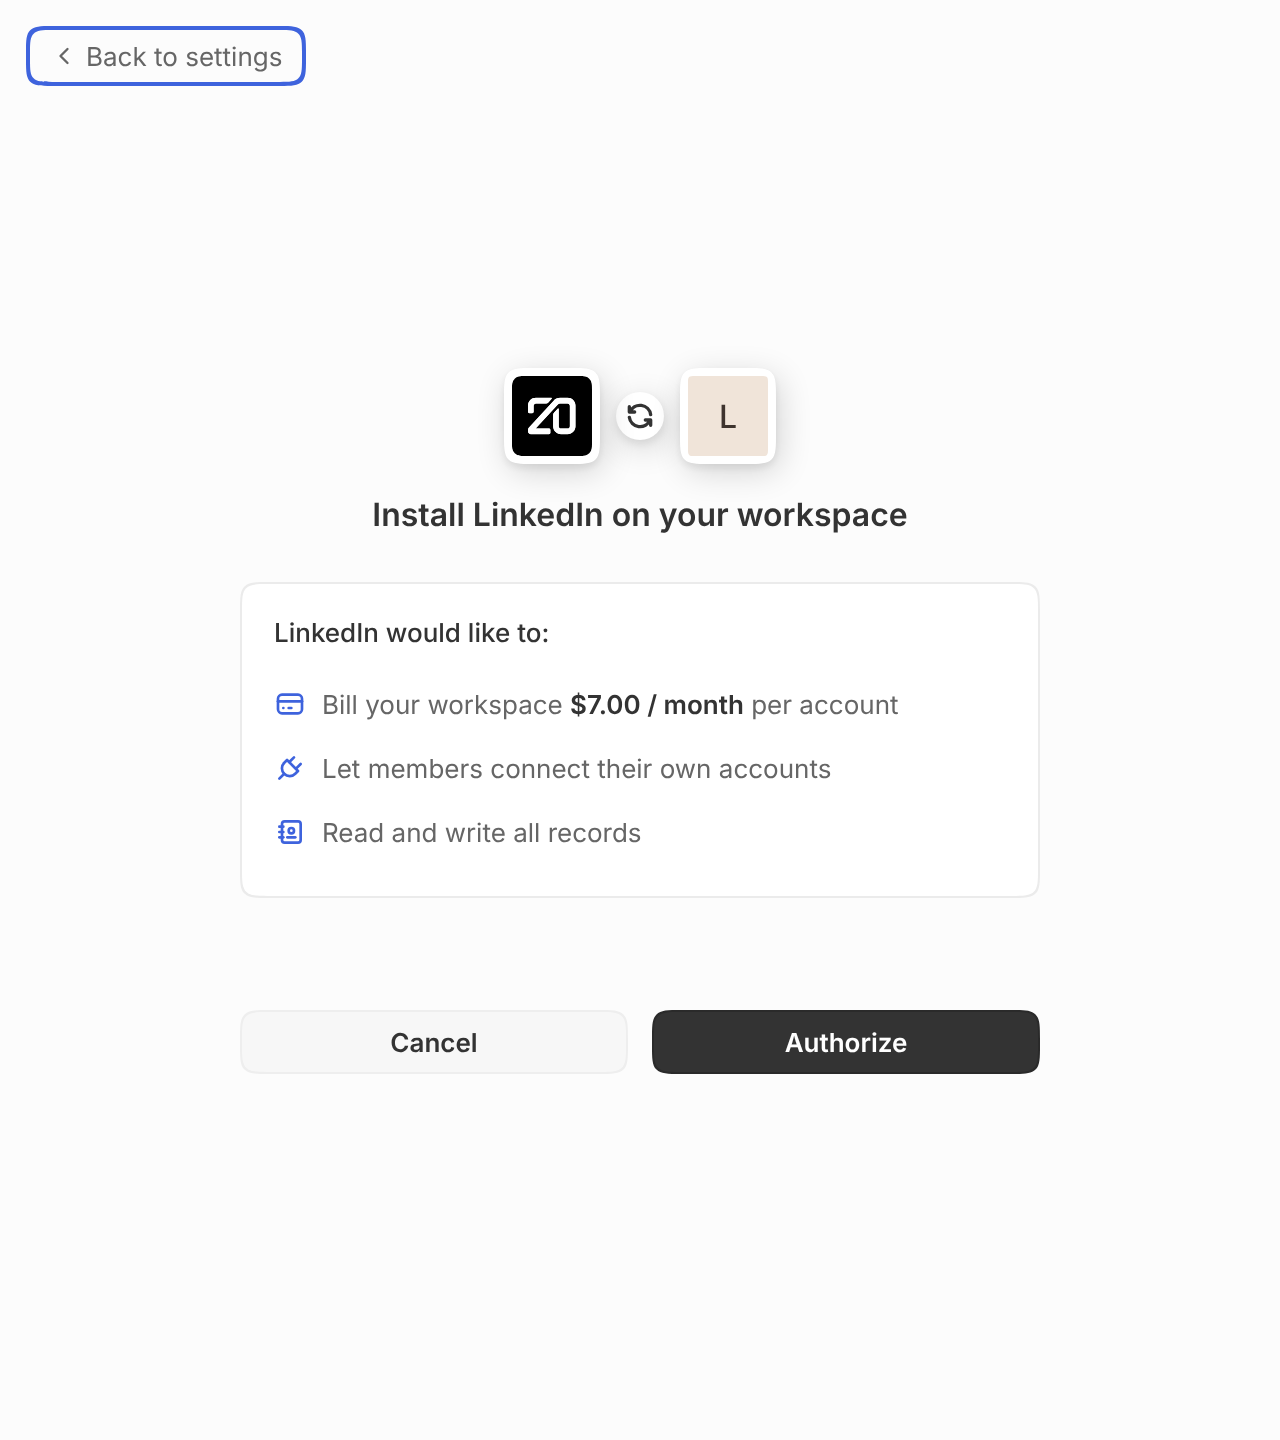 Back to settings
L
Install LinkedIn on your workspace
LinkedIn would like to:
Bill your workspace $7.00 / month per account
Let members connect their own accounts
Read and write all records
Cancel
Authorize